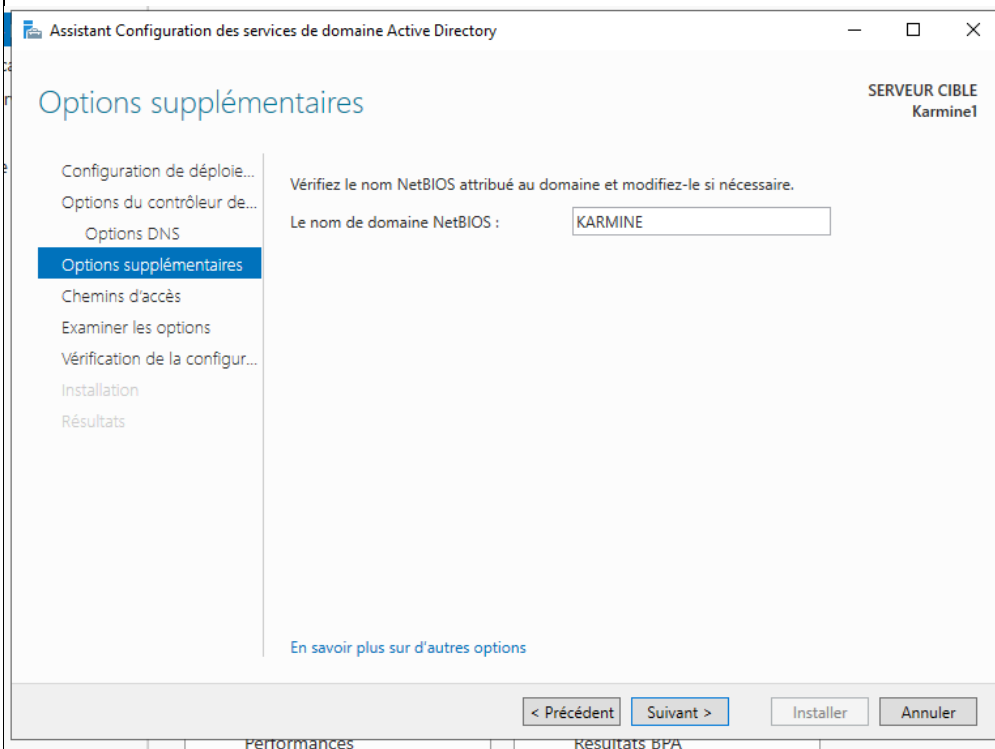 Assistant Configuration des services de domaine Active Directory
Options supplémentaires
SERVEUR CIBLE
Karmine1
Configuration de déploie...
Options du contrôleur de...
Options DNS
Options supplémentaires
Chemins d'accès
Examiner les options
Vérification de la configur...
Installation
Résultats
Vérifiez le nom NetBIOS attribué au domaine et modifiez-le si nécessaire.
Le nom de domaine NetBIOS : KARMINE
En savoir plus sur d'autres options
< Précédent Suivant > Installer Annuler
Performances Résultats BPA